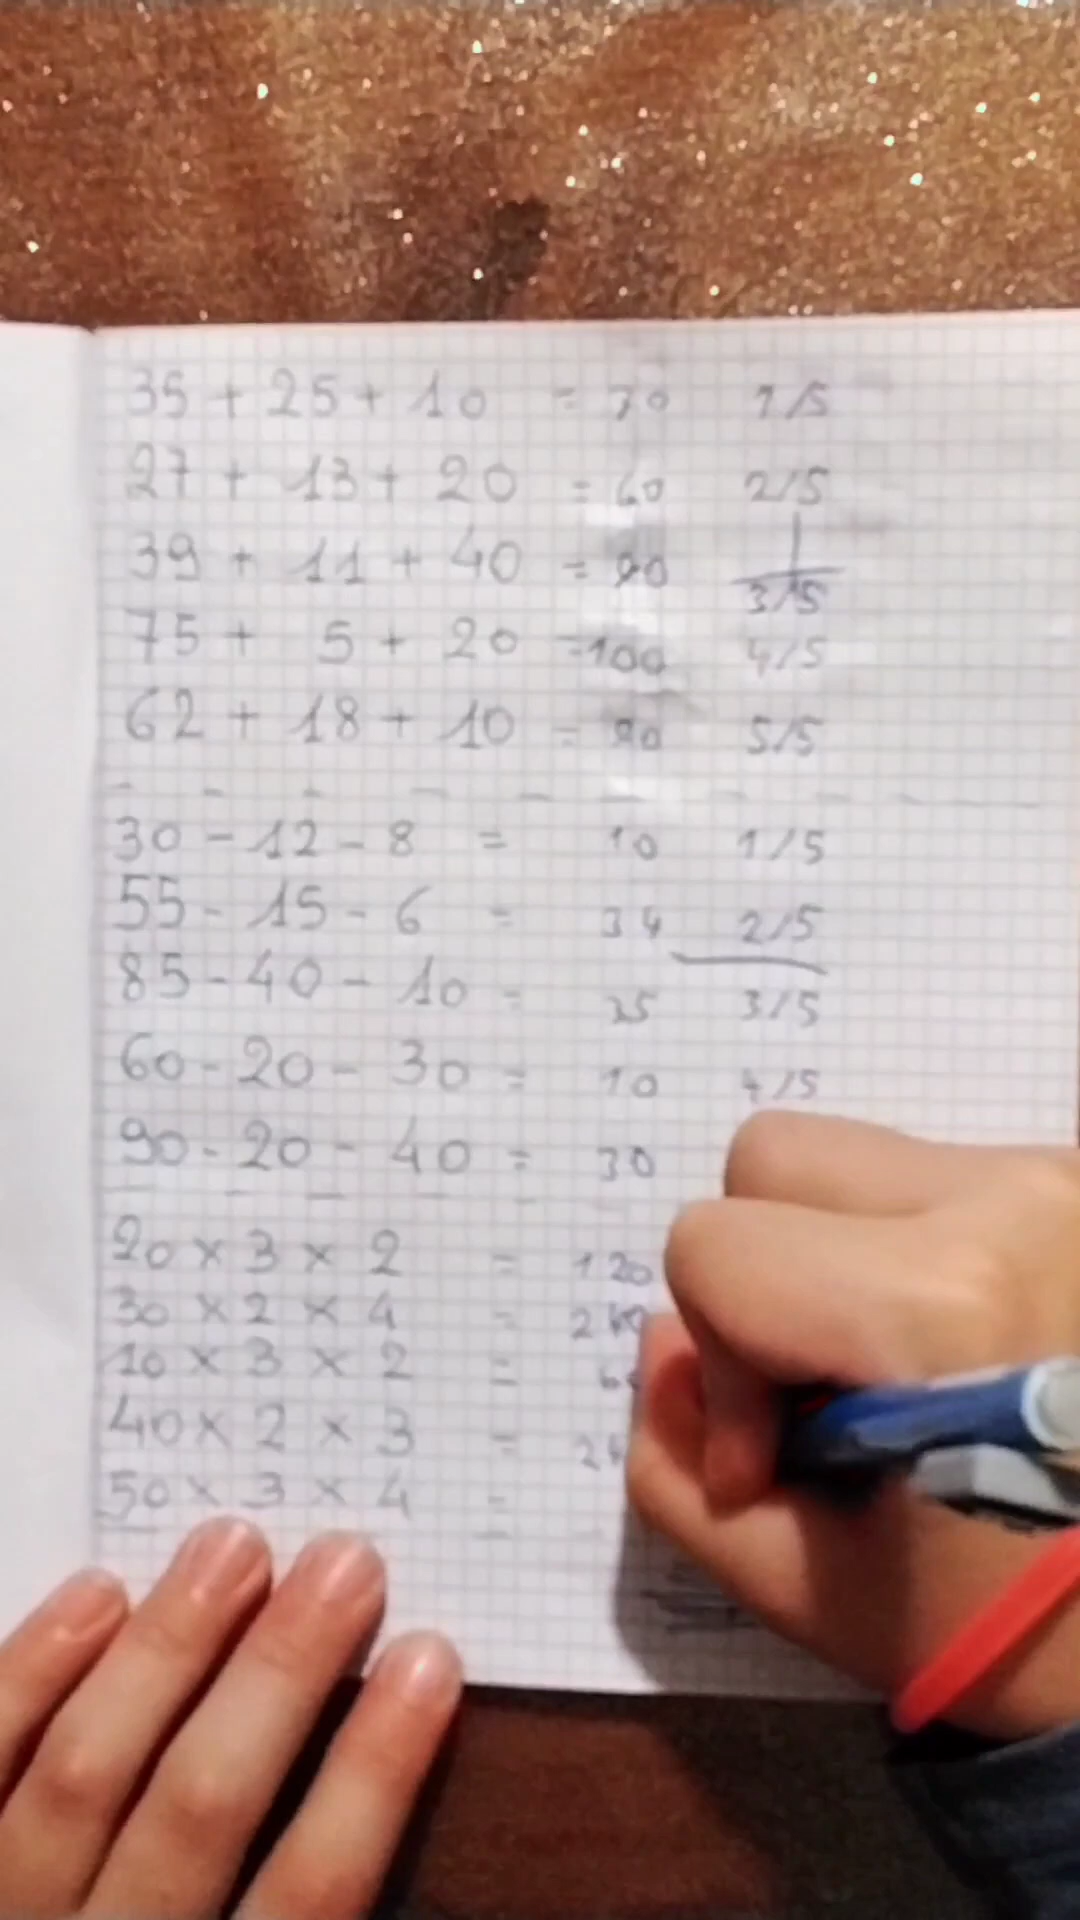 35 + 25 + 10 = 70 1/5
27 + 13 + 20 = 60 2/5
39 + 11 + 40 = 90 3/5
75 + 5 + 20 = 100 4/5
62 + 18 + 10 = 90 5/5
30 - 12 - 8 = 10 1/5
55 - 15 - 6 = 34 2/5
85 - 40 - 10 = 35 3/5
60 - 20 - 30 = 10 4/5
90 - 20 - 40 = 30
20 x 3 x 2 = 120
30 x 2 x 4 = 240
10 x 3 x 2 = 60
40 x 2 x 3 =
50 x 3 x 4 =